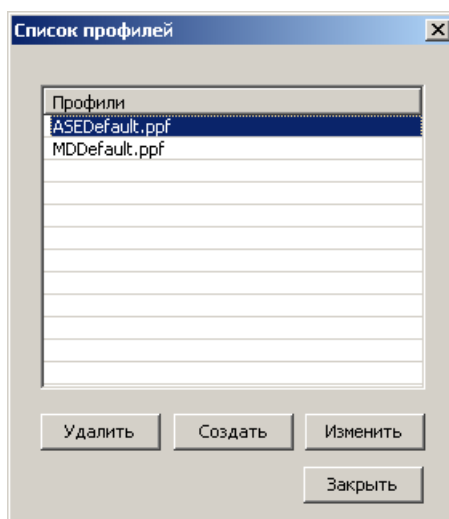 Список профилей
Профили
ASEDefault.ppf
MDDefault.ppf
Удалить Создать Изменить
Закрыть